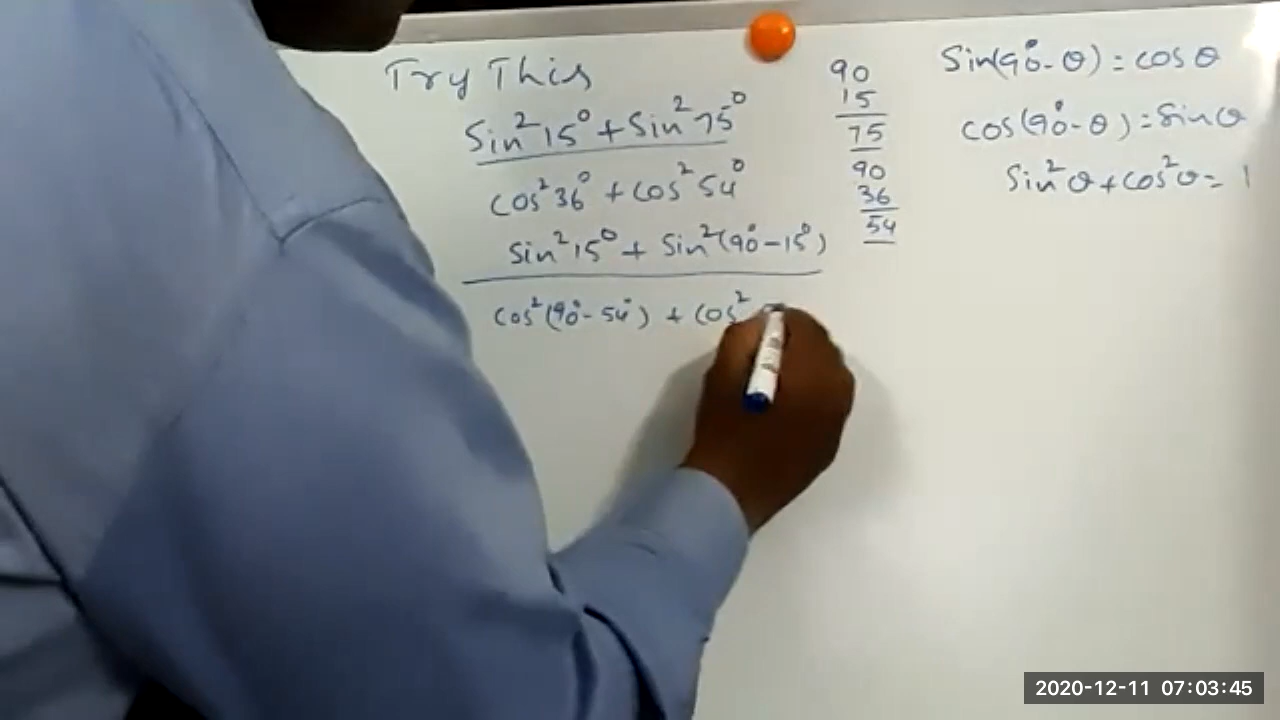 Try This
Sin²15° + Sin²75°
cos²36° + cos²54°
sin²15° + sin²(90° - 15°)
cos²(90° - 54°) + cos²
90
15
75
90
36
54
Sin(90° - θ) = cos θ
cos(90° - θ) = sin θ
sin²θ + cos²θ = 1
2020-12-11 07:03:45